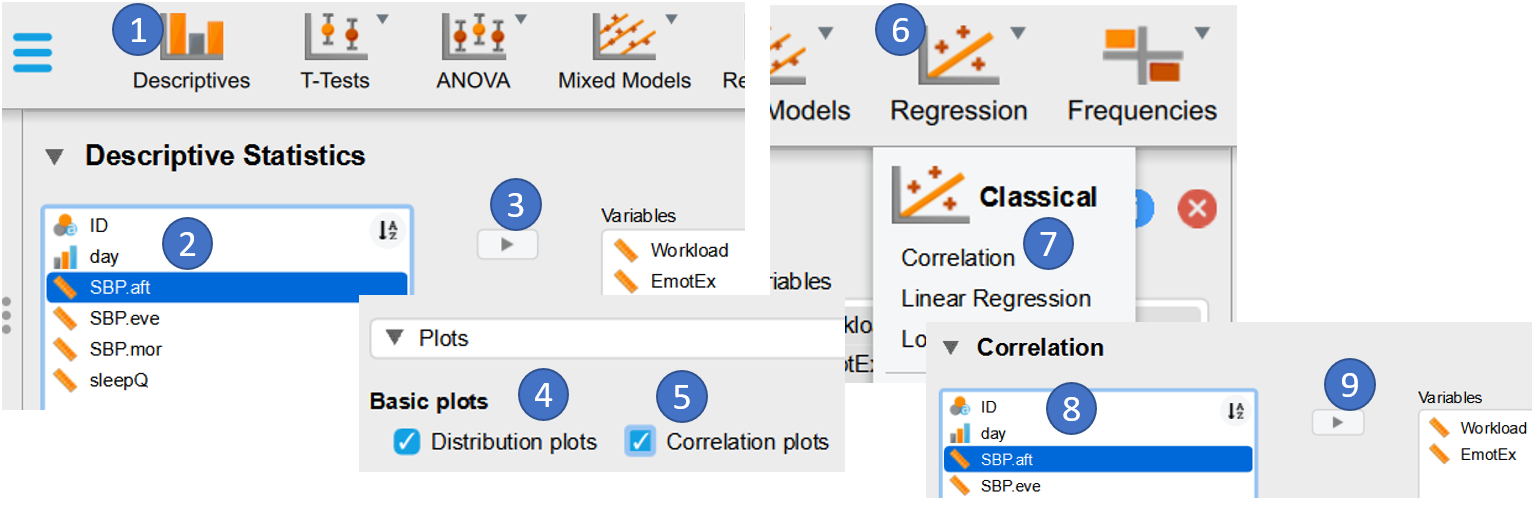 1
Descriptives
T-Tests
ANOVA
Mixed Models
Re
Descriptive Statistics
2
3
ID
day
SBP.aft
SBP.eve
SBP.mor
sleepQ
A
Z
Variables
Workload
EmotEx
Plots
Basic plots
4
5
Distribution plots
Correlation plots
6
Models
Regression
Frequencies
Classical
7
Correlation
Linear Regression
Lo
riables
kloa
otEx
Correlation
8
9
ID
day
SBP.aft
SBP.eve
A
Z
Variables
Workload
EmotEx